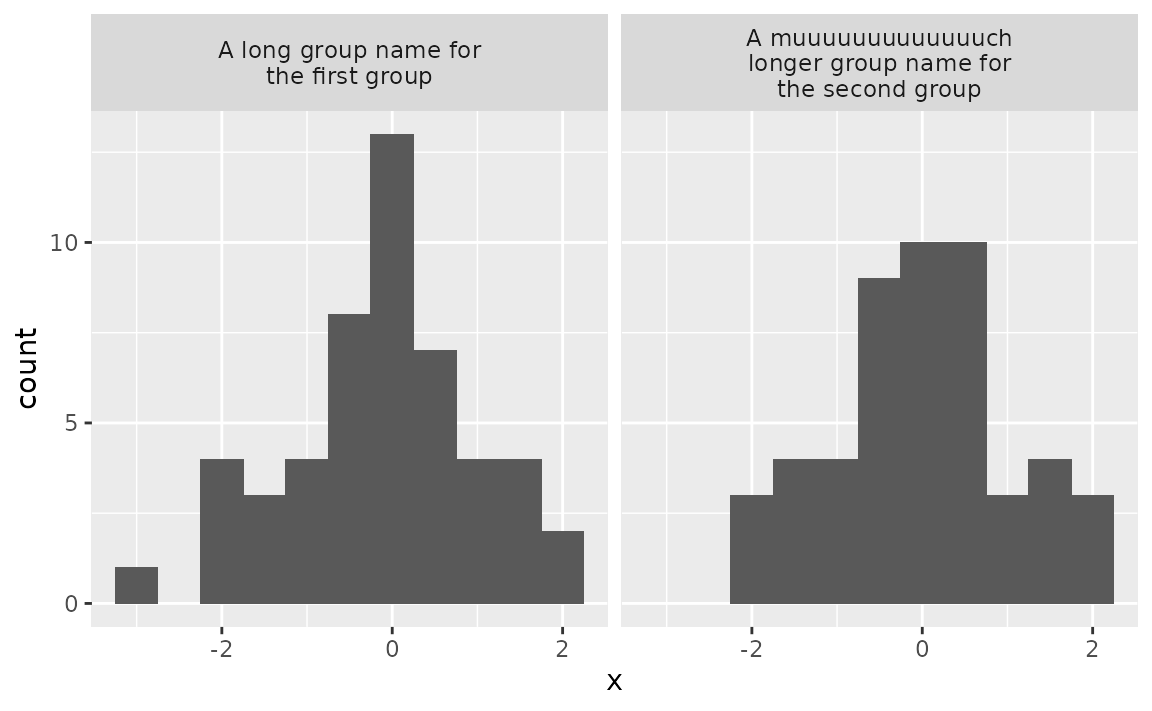 A long group name for
the first group
A muuuuuuuuuuuuuch
longer group name for
the second group
count
10
5
0
-2 0 2
-2 0 2
x